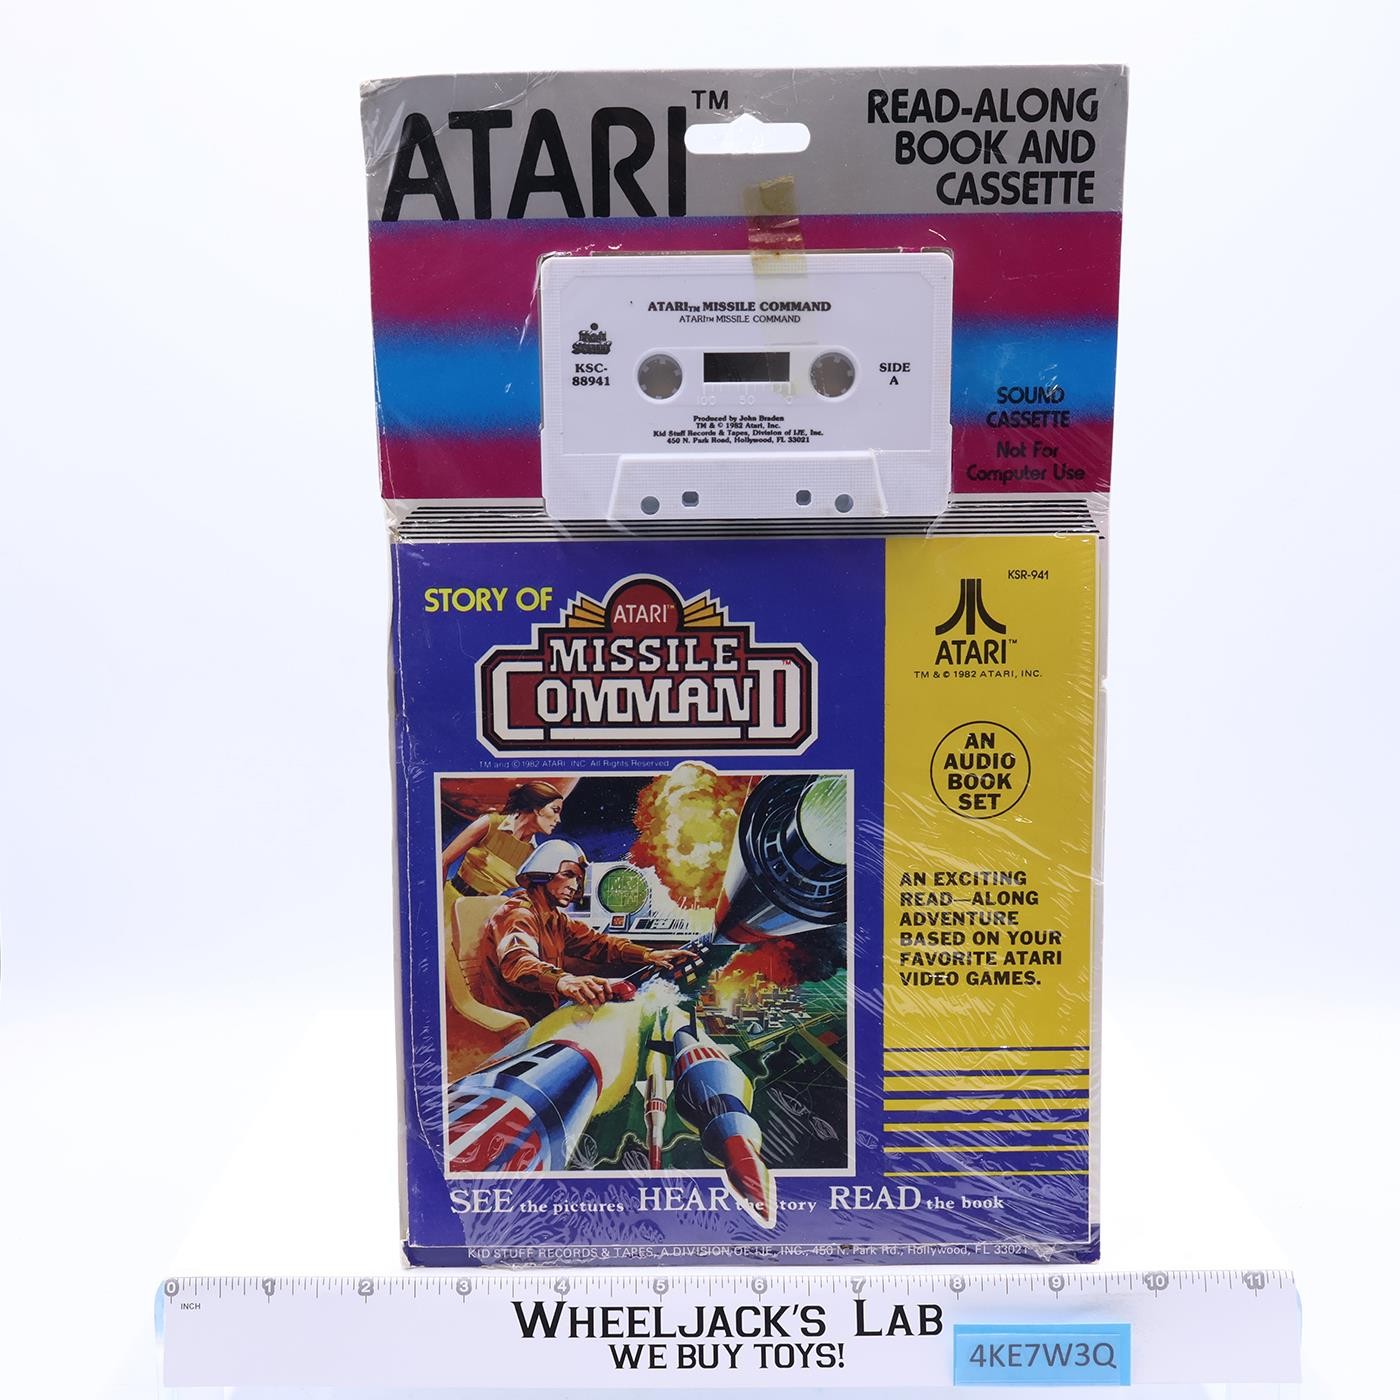 ATARI™
READ-ALONG
BOOK AND
CASSETTE
ATARI™ MISSILE COMMAND
ATARI™ MISSILE COMMAND
KSC-
88941
SIDE
A
100 50 0
Produced by John Braden
TM & © 1982 Atari, Inc.
Kid Stuff Records & Tapes, Division of IJE, Inc.
450 N. Park Road, Hollywood, FL 33021
SOUND
CASSETTE
Not For
Computer Use
STORY OF
ATARI™
MISSILE
COMMAND™
TM and © 1982 ATARI, INC. All Rights Reserved
KSR-941
ATARI™
TM & © 1982 ATARI, INC.
AN
AUDIO
BOOK
SET
AN EXCITING
READ—ALONG
ADVENTURE
BASED ON YOUR
FAVORITE ATARI
VIDEO GAMES.
SEE the pictures HEAR the story READ the book
KID STUFF RECORDS & TAPES, A DIVISION OF IJE, INC., 450 N. Park Rd., Hollywood, FL 33021
0 1 2 3 4 5 6 7 8 9 10 11
INCH
WHEELJACK'S LAB
WE BUY TOYS!
4KE7W3Q